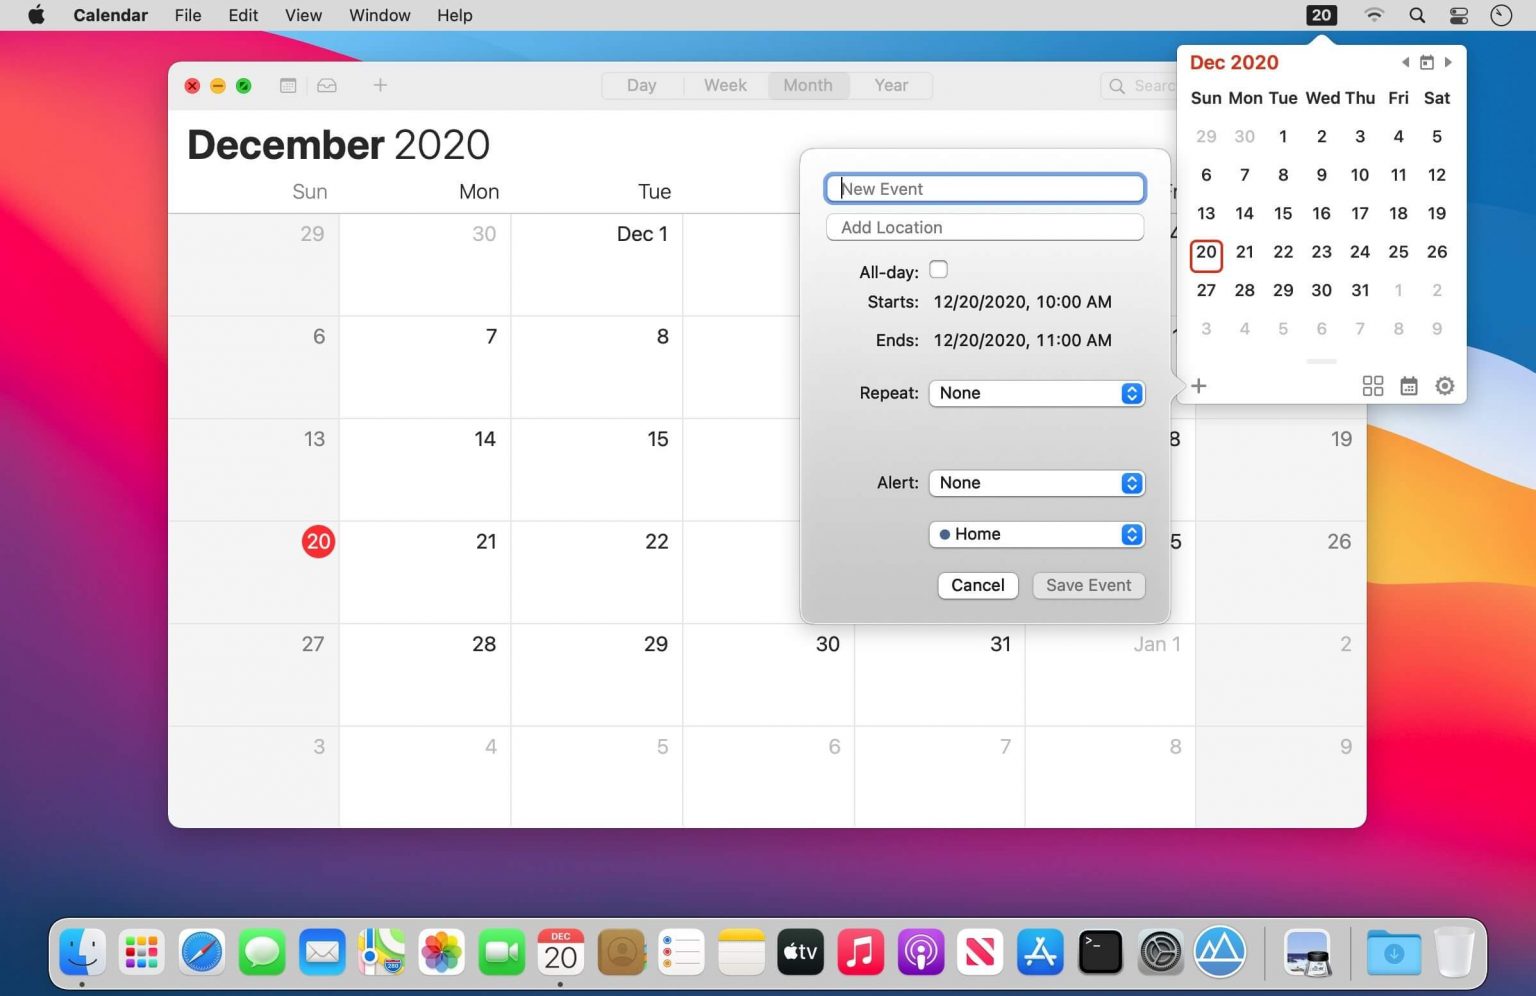 Calendar File Edit View Window Help 20
Day Week Month Year Searc
December 2020
Sun Mon Tue
29 30 Dec 1
6 7 8
13 14 15 8 19
20 21 22 5 26
27 28 29 30 31 Jan 1 2
3 4 5 6 7 8 9
New Event
Add Location
All-day:
Starts: 12/20/2020, 10:00 AM
Ends: 12/20/2020, 11:00 AM
Repeat: None
Alert: None
Home
Cancel Save Event
Dec 2020
Sun Mon Tue Wed Thu Fri Sat
29 30 1 2 3 4 5
6 7 8 9 10 11 12
13 14 15 16 17 18 19
20 21 22 23 24 25 26
27 28 29 30 31 1 2
3 4 5 6 7 8 9
DEC
20
tv
280
>_